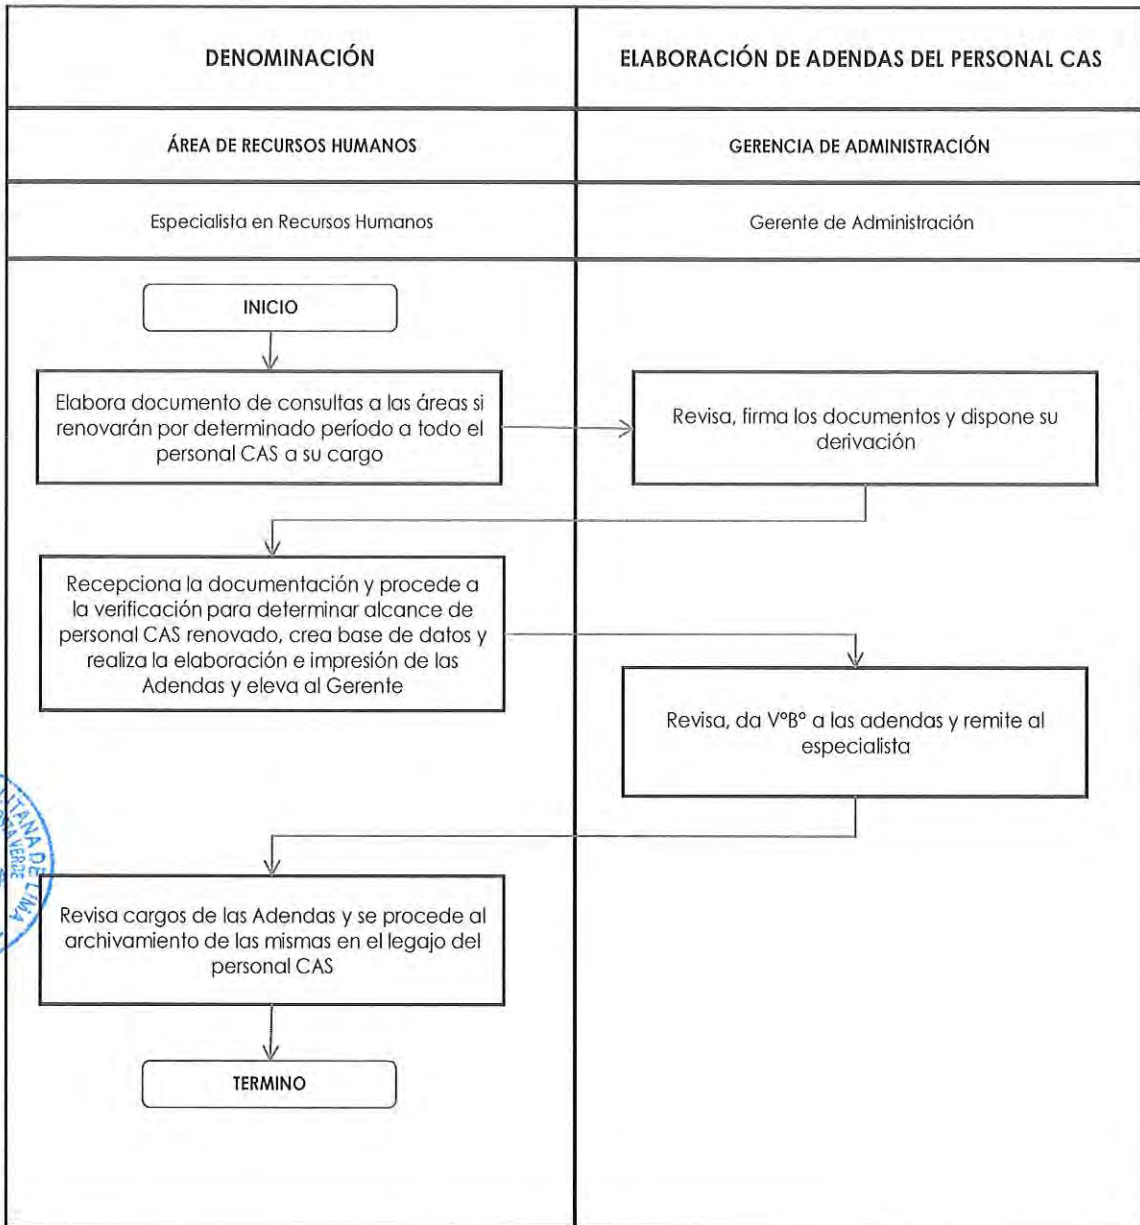 DENOMINACIÓN
ELABORACIÓN DE ADENDAS DEL PERSONAL CAS
ÁREA DE RECURSOS HUMANOS
GERENCIA DE ADMINISTRACIÓN
Especialista en Recursos Humanos
Gerente de Administración
INICIO
Elabora documento de consultas a las áreas si
renovarán por determinado período a todo el
personal CAS a su cargo
Revisa, firma los documentos y dispone su
derivación
Recepciona la documentación y procede a
la verificación para determinar alcance de
personal CAS renovado, crea base de datos y
realiza la elaboración e impresión de las
Adendas y eleva al Gerente
Revisa, da V°B° a las adendas y remite al
especialista
Revisa cargos de las Adendas y se procede al
archivamiento de las mismas en el legajo del
personal CAS
TERMINO
DE LIMA
VERDE